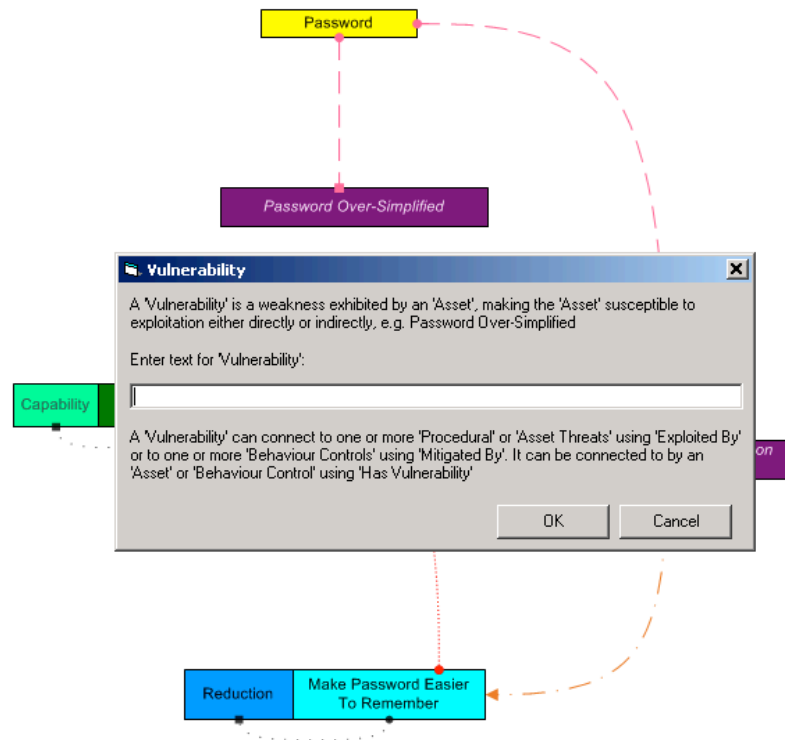 Password
Password Over-Simplified
Vulnerability
A 'Vulnerability' is a weakness exhibited by an 'Asset', making the 'Asset' susceptible to
exploitation either directly or indirectly, e.g. Password Over-Simplified
Enter text for 'Vulnerability':
Capability
on
A 'Vulnerability' can connect to one or more 'Procedural' or 'Asset Threats' using 'Exploited By'
or to one or more 'Behaviour Controls' using 'Mitigated By'. It can be connected to by an
'Asset' or 'Behaviour Control' using 'Has Vulnerability'
OK
Cancel
Reduction
Make Password Easier
To Remember